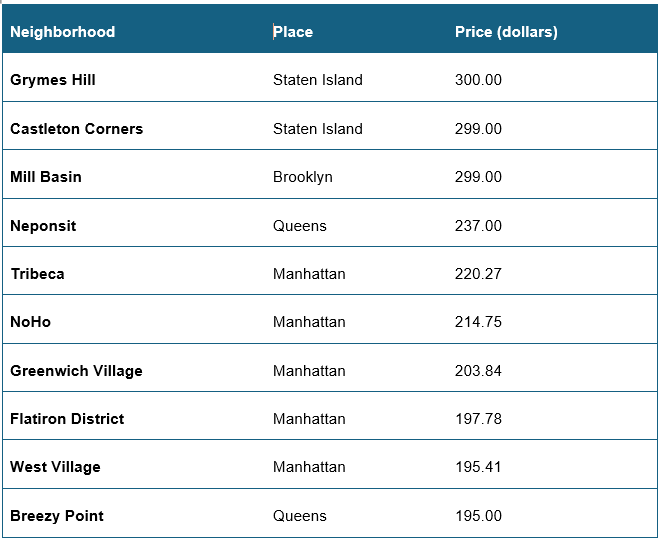 Neighborhood Place Price (dollars)
Grymes Hill Staten Island 300.00
Castleton Corners Staten Island 299.00
Mill Basin Brooklyn 299.00
Neponsit Queens 237.00
Tribeca Manhattan 220.27
NoHo Manhattan 214.75
Greenwich Village Manhattan 203.84
Flatiron District Manhattan 197.78
West Village Manhattan 195.41
Breezy Point Queens 195.00